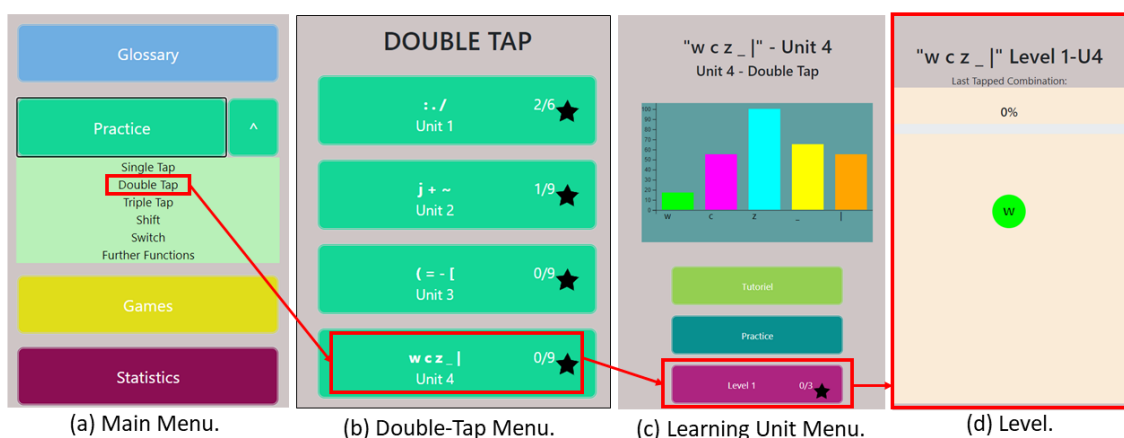 Glossary
Practice
^
Single Tap
Double Tap
Triple Tap
Shift
Switch
Further Functions
Games
Statistics
(a) Main Menu.
DOUBLE TAP
: . /
2/6
Unit 1
j + ~
1/9
Unit 2
( = - [
0/9
Unit 3
w c z _ |
0/9
Unit 4
(b) Double-Tap Menu.
"w c z _ |" - Unit 4
Unit 4 - Double Tap
100
90
80
70
60
50
40
30
20
10
0
w c z _ |
Tutoriel
Practice
Level 1 0/3
(c) Learning Unit Menu.
"w c z _ |" Level 1-U4
Last Tapped Combination:
0%
w
(d) Level.